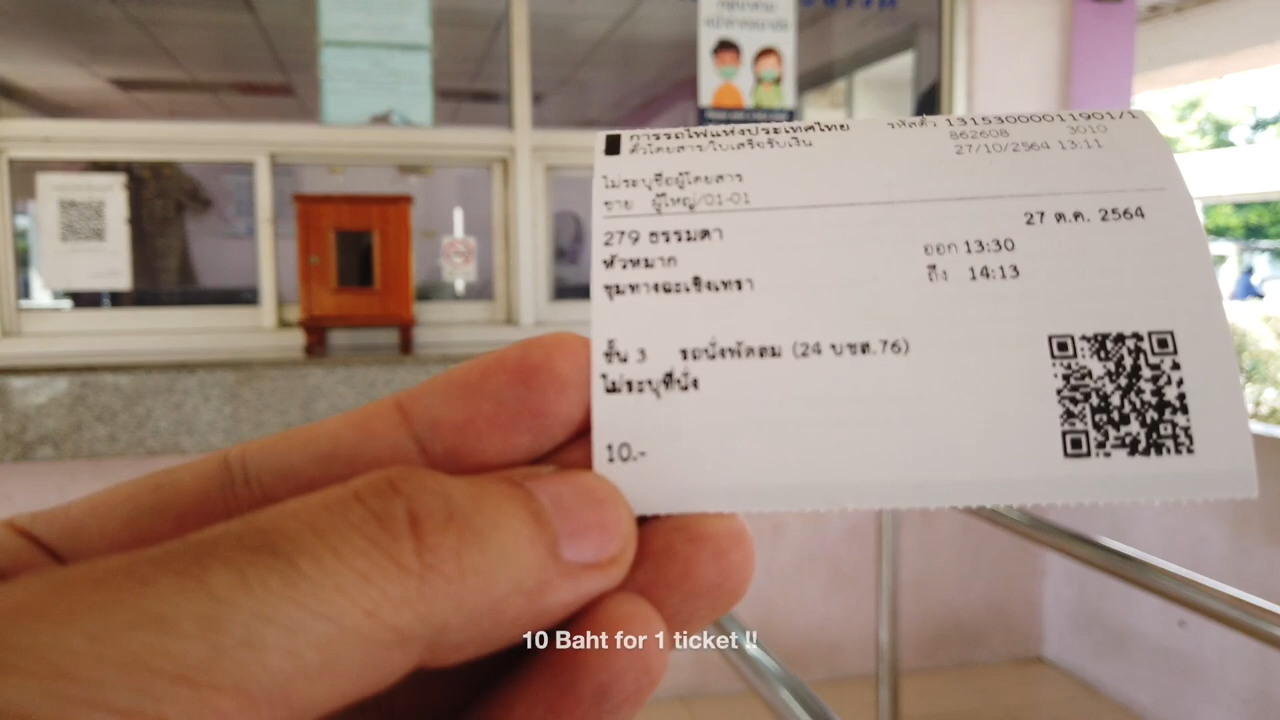 การรถไฟแห่งประเทศไทย
รหัสตั๋ว 13153000011901/1
ตั๋วโดยสาร/ใบเสร็จรับเงิน
862608 3010
27/10/2564 13:11
ไม่ระบุชื่อผู้โดยสาร
ชาย ผู้ใหญ่/01-01
27 ต.ค. 2564
279 ธรรมดา
ออก 13:30
หัวหมาก
ถึง 14:13
ชุมทางฉะเชิงเทรา
ชั้น 3 รถนั่งพัดลม (24 บชส.76)
ไม่ระบุที่นั่ง
10.-
10 Baht for 1 ticket !!